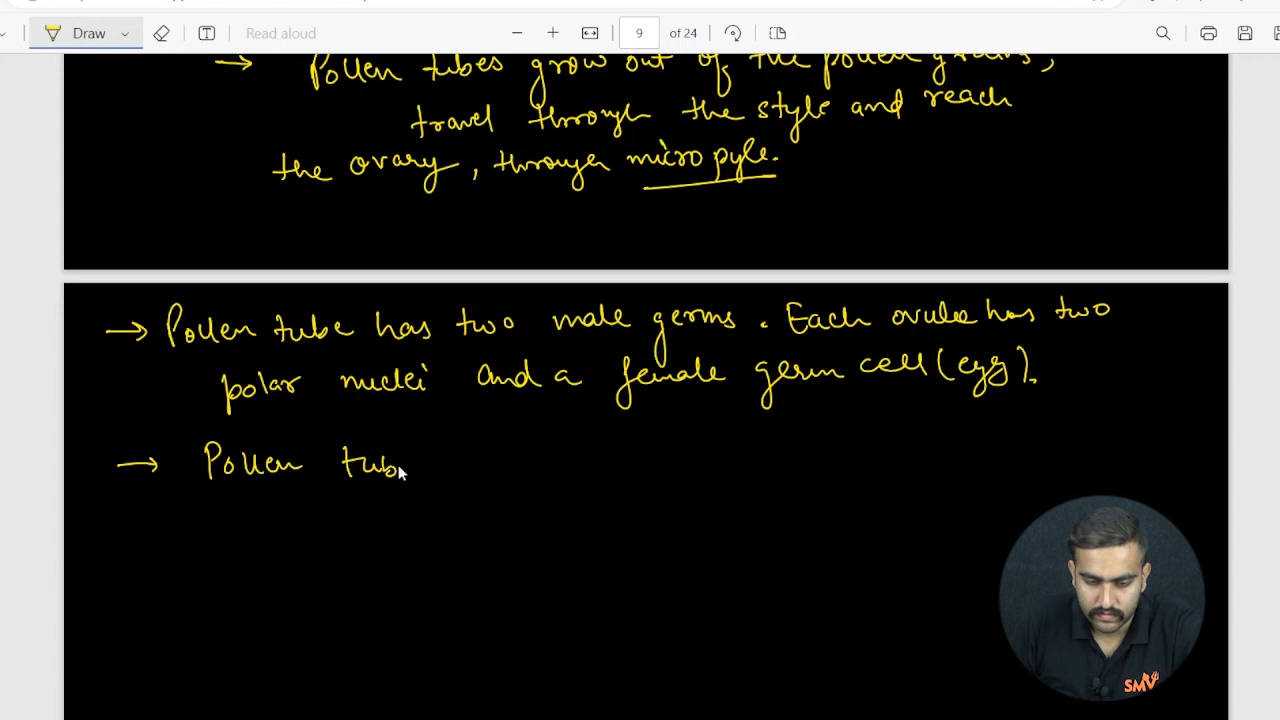 Draw
Read aloud
9 of 24
→ Pollen tubes grow out of the pollen grains,
travel through the style and reach
the ovary, through micropyle.
→ Pollen tube has two male germs. Each ovule has two
polar nuclei and a female germ cell (egg).
→ Pollen tub
SMV